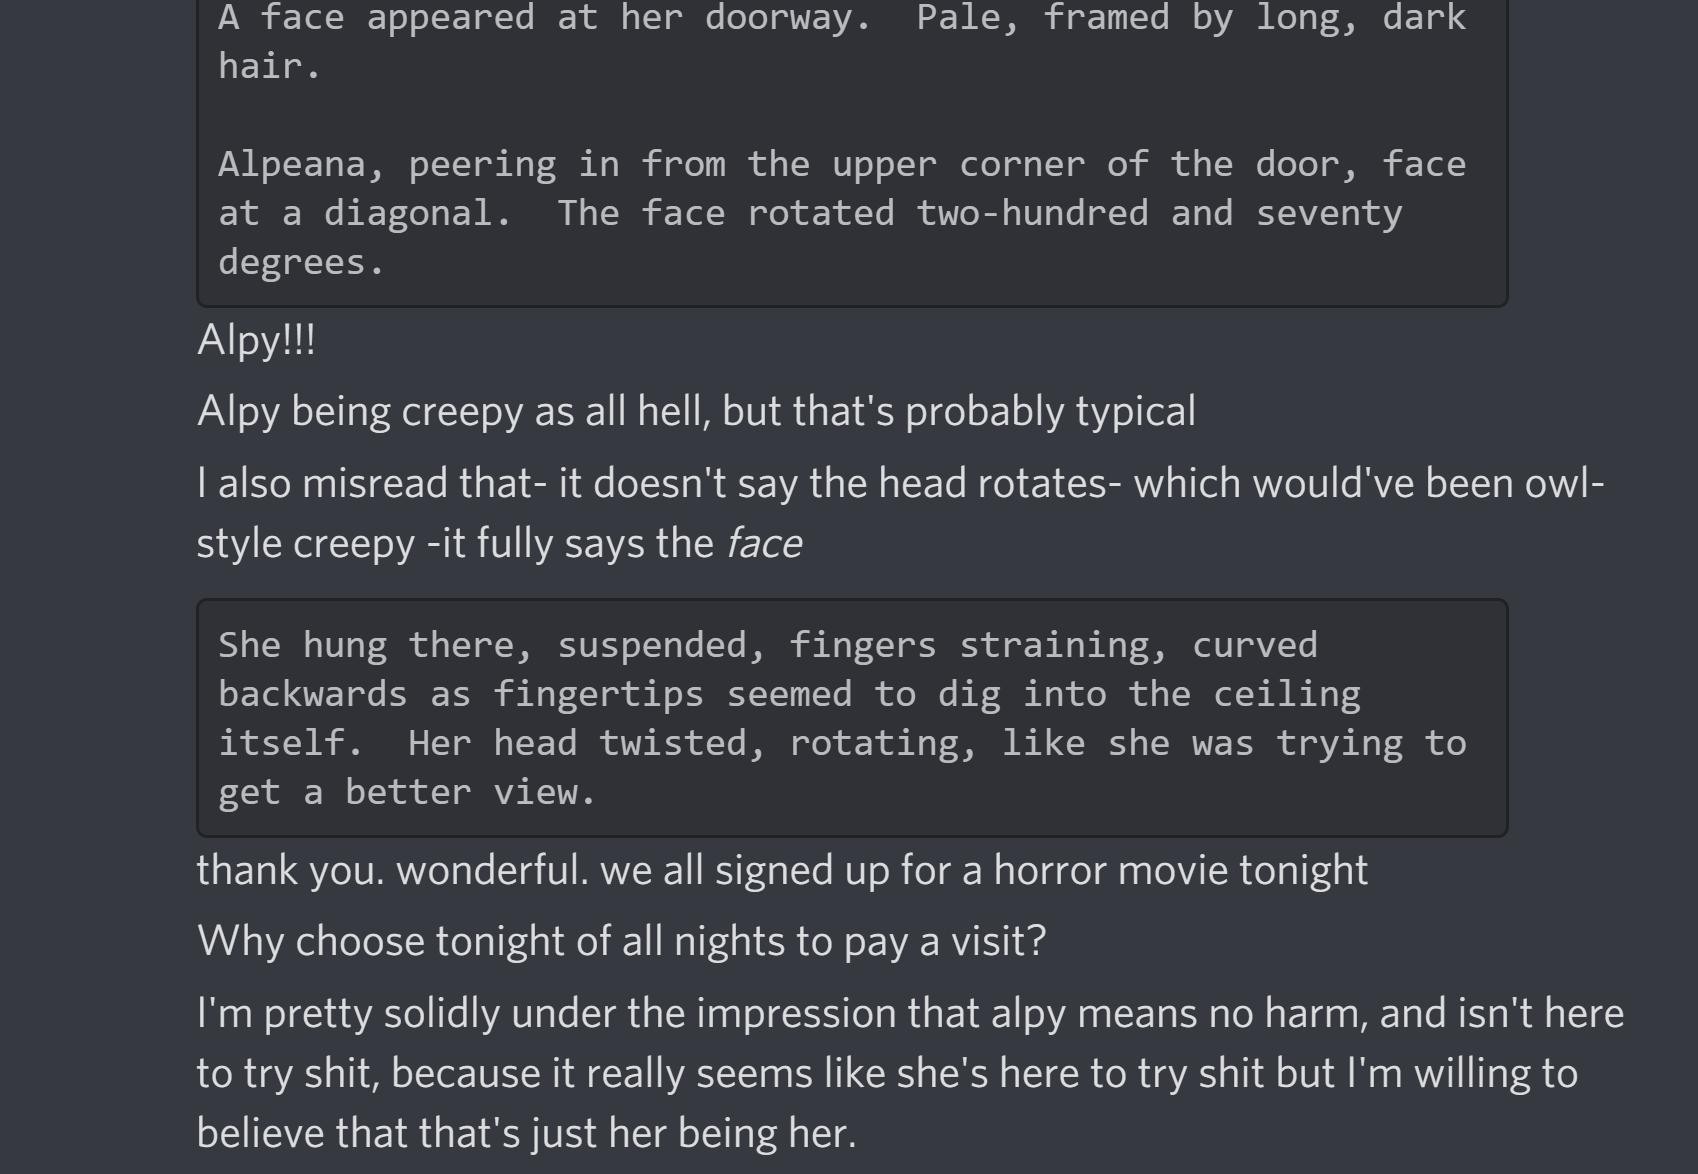 A face appeared at her doorway.  Pale, framed by long, dark
hair.

Alpeana, peering in from the upper corner of the door, face
at a diagonal.  The face rotated two-hundred and seventy
degrees.
Alpy!!!
Alpy being creepy as all hell, but that's probably typical
I also misread that- it doesn't say the head rotates- which would've been owl-
style creepy -it fully says the face
She hung there, suspended, fingers straining, curved
backwards as fingertips seemed to dig into the ceiling
itself.  Her head twisted, rotating, like she was trying to
get a better view.
thank you. wonderful. we all signed up for a horror movie tonight
Why choose tonight of all nights to pay a visit?
I'm pretty solidly under the impression that alpy means no harm, and isn't here
to try shit, because it really seems like she's here to try shit but I'm willing to
believe that that's just her being her.